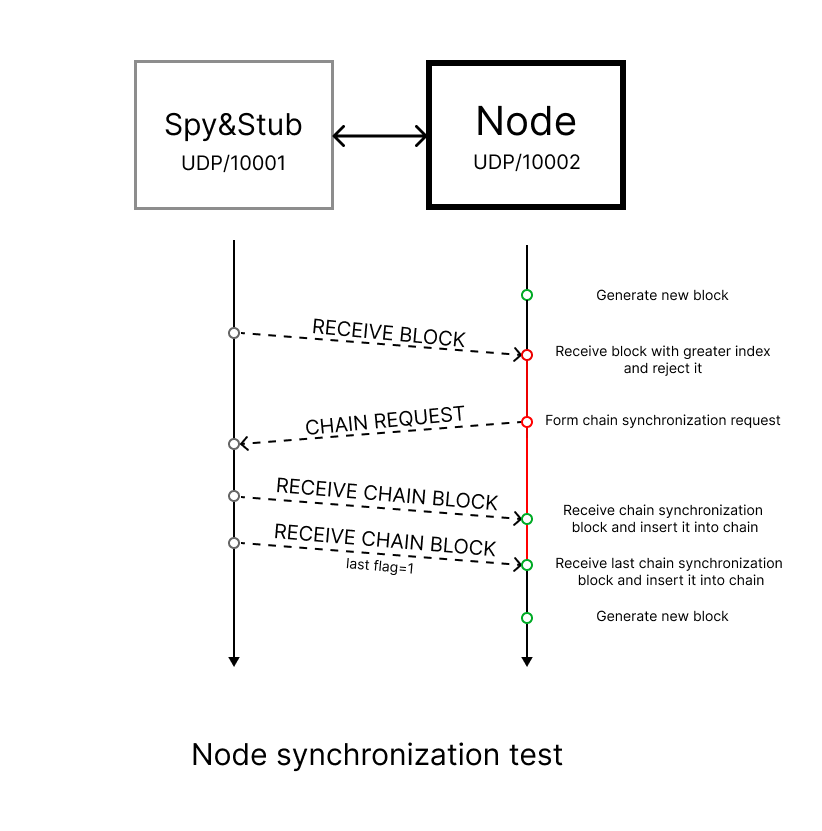 Spy&Stub
UDP/10001
Node
UDP/10002
Generate new block
RECEIVE BLOCK
Receive block with greater index
and reject it
CHAIN REQUEST
Form chain synchronization request
RECEIVE CHAIN BLOCK
Receive chain synchronization
block and insert it into chain
RECEIVE CHAIN BLOCK
last flag=1
Receive last chain synchronization
block and insert it into chain
Generate new block
Node synchronization test